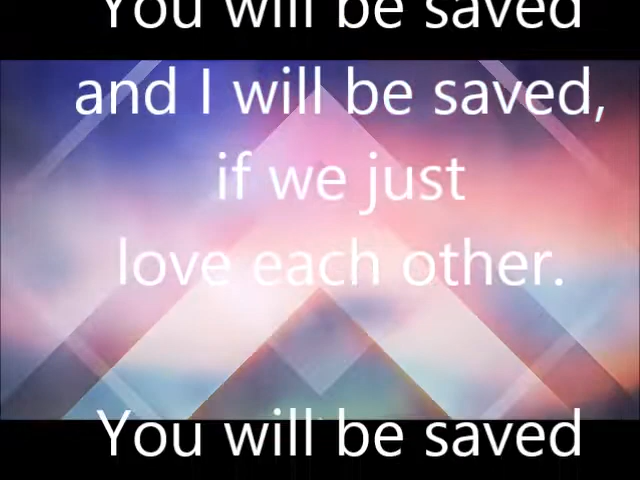 You will be saved
and I will be saved,
if we just
love each other.
You will be saved